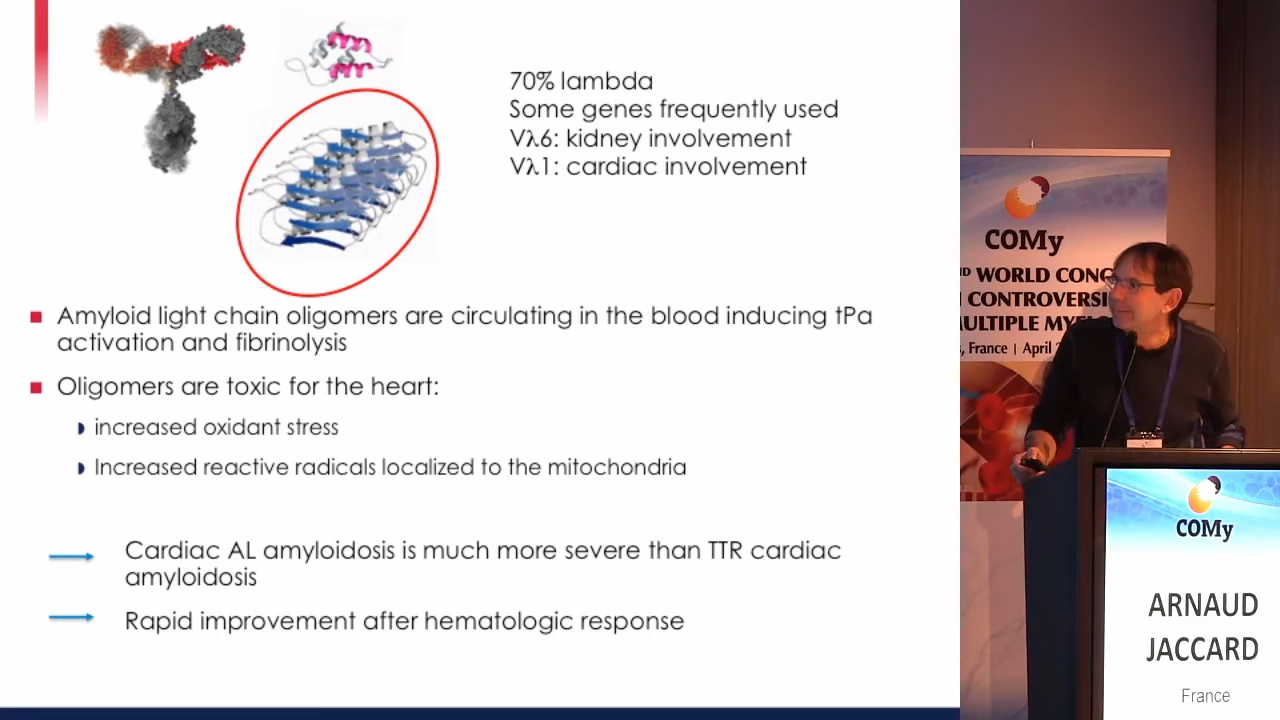 70% lambda
Some genes frequently used
Vλ6: kidney involvement
Vλ1: cardiac involvement
Amyloid light chain oligomers are circulating in the blood inducing tPa
activation and fibrinolysis
Oligomers are toxic for the heart:
increased oxidant stress
Increased reactive radicals localized to the mitochondria
Cardiac AL amyloidosis is much more severe than TTR cardiac
amyloidosis
Rapid improvement after hematologic response
COMy
WORLD CONG
CONTROVERSI
ULTIPLE MYEL
, France | April
COMy
ARNAUD
JACCARD
France